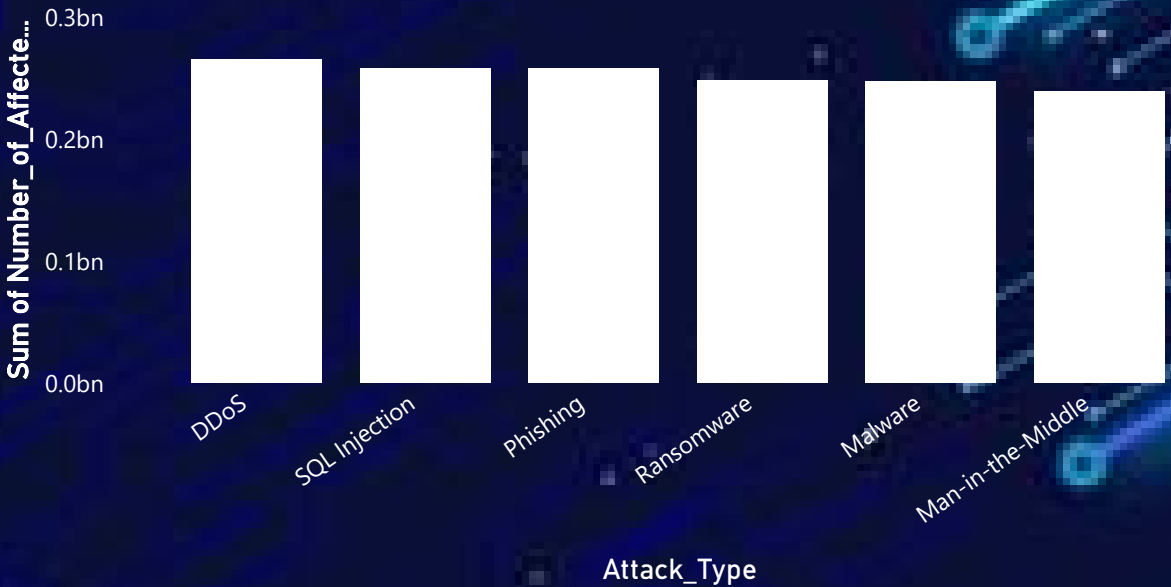 Sum of Number_of_Affecte...
0.3bn
0.2bn
0.1bn
0.0bn
DDoS
SQL Injection
Phishing
Ransomware
Malware
Man-in-the-Middle
Attack_Type